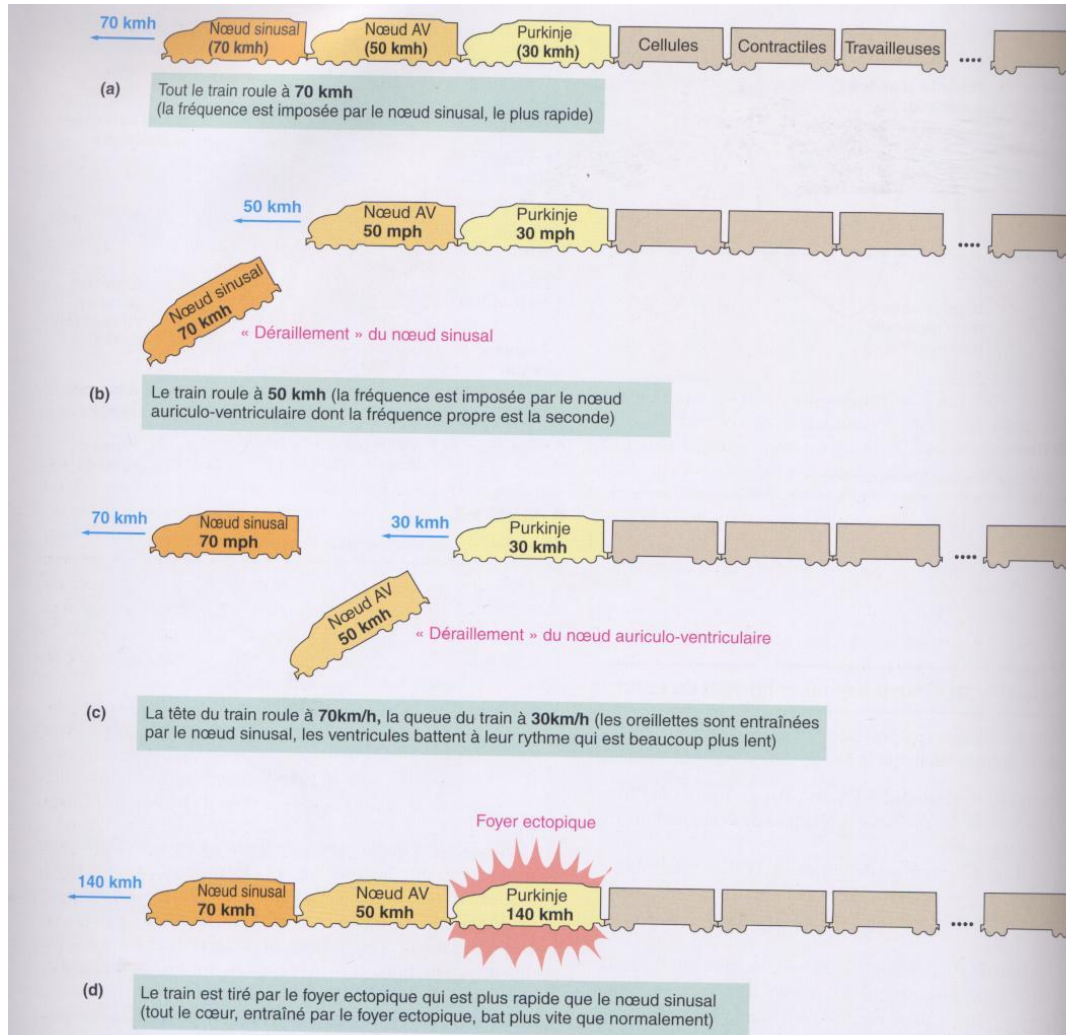 70 kmh
Nœud sinusal
(70 kmh)
Nœud AV
(50 kmh)
Purkinje
(30 kmh)
Cellules
Contractiles
Travailleuses
....
(a)
Tout le train roule à 70 kmh
(la fréquence est imposée par le nœud sinusal, le plus rapide)
50 kmh
Nœud AV
50 mph
Purkinje
30 mph
....
Nœud sinusal
70 kmh
« Déraillement » du nœud sinusal
(b)
Le train roule à 50 kmh (la fréquence est imposée par le nœud
auriculo-ventriculaire dont la fréquence propre est la seconde)
70 kmh
Nœud sinusal
70 mph
30 kmh
Purkinje
30 kmh
....
Nœud AV
50 kmh
« Déraillement » du nœud auriculo-ventriculaire
(c)
La tête du train roule à 70km/h, la queue du train à 30km/h (les oreillettes sont entraînées
par le nœud sinusal, les ventricules battent à leur rythme qui est beaucoup plus lent)
Foyer ectopique
140 kmh
Nœud sinusal
70 kmh
Nœud AV
50 kmh
Purkinje
140 kmh
....
(d)
Le train est tiré par le foyer ectopique qui est plus rapide que le nœud sinusal
(tout le cœur, entraîné par le foyer ectopique, bat plus vite que normalement)